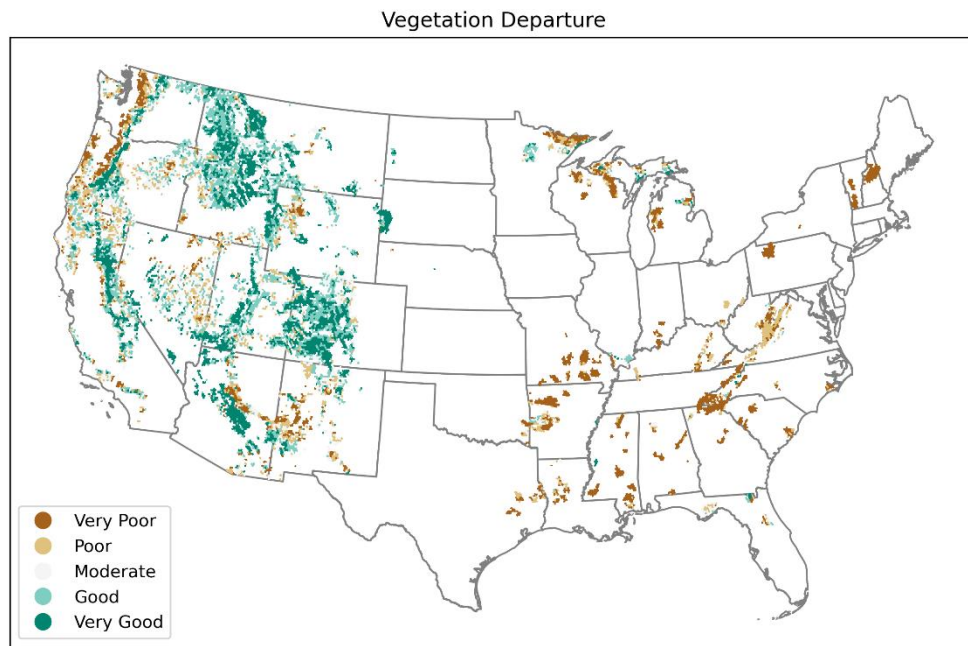 Vegetation Departure
Very Poor
Poor
Moderate
Good
Very Good